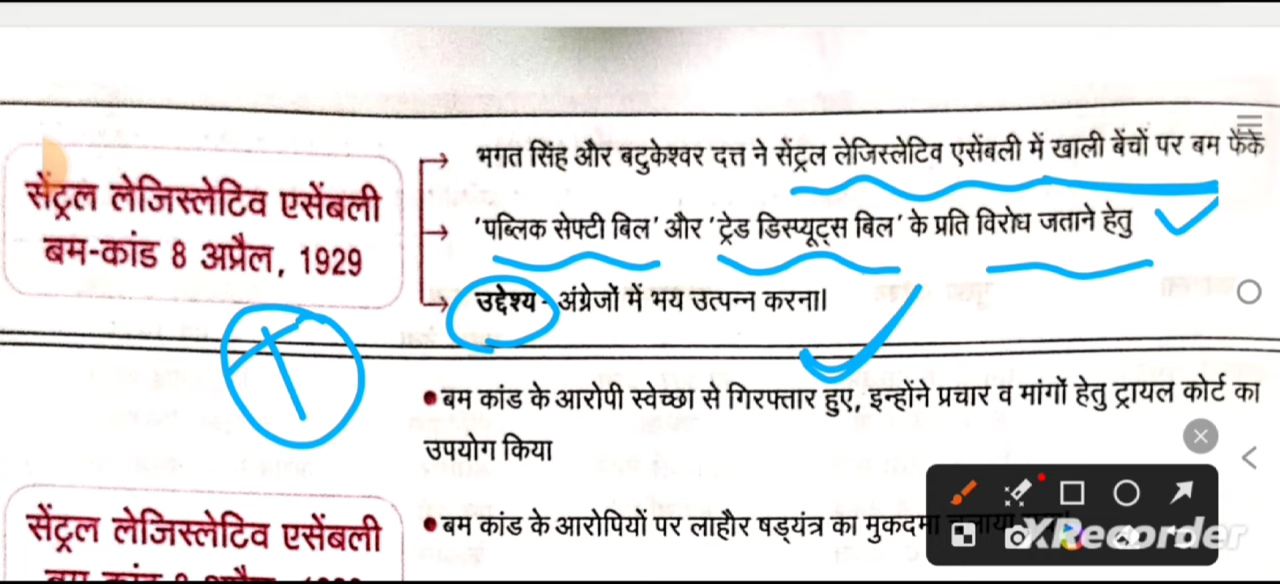 सेंट्रल लेजिस्लेटिव एसेंबली
बम-कांड 8 अप्रैल, 1929
भगत सिंह और बटुकेश्वर दत्त ने सेंट्रल लेजिस्लेटिव एसेंबली में खाली बेंचों पर बम फेंके
'पब्लिक सेफ्टी बिल' और 'ट्रेड डिस्प्यूट्स बिल' के प्रति विरोध जताने हेतु
उद्देश्य - अंग्रेजों में भय उत्पन्न करना।
•बम कांड के आरोपी स्वेच्छा से गिरफ्तार हुए, इन्होंने प्रचार व मांगों हेतु ट्रायल कोर्ट का
उपयोग किया
सेंट्रल लेजिस्लेटिव एसेंबली
•बम कांड के आरोपियों पर लाहौर षड्यंत्र का मुकदमा
XRecorder